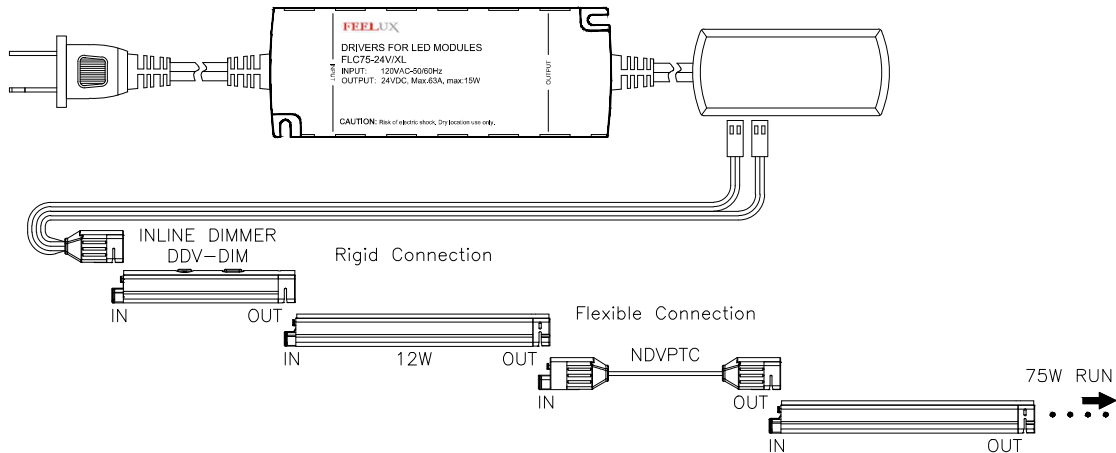 FEELUX
DRIVERS FOR LED MODULES
FLC75-24V/XL
INPUT: 120VAC-50/60Hz
OUTPUT: 24VDC, Max.63A, max:15W
INPUT
OUTPUT
CAUTION: Risk of electric shock, Dry location use only.
INLINE DIMMER
DDV-DIM
Rigid Connection
IN
OUT
Flexible Connection
IN
12W
OUT
NDVPTC
IN
OUT
75W RUN
IN
OUT